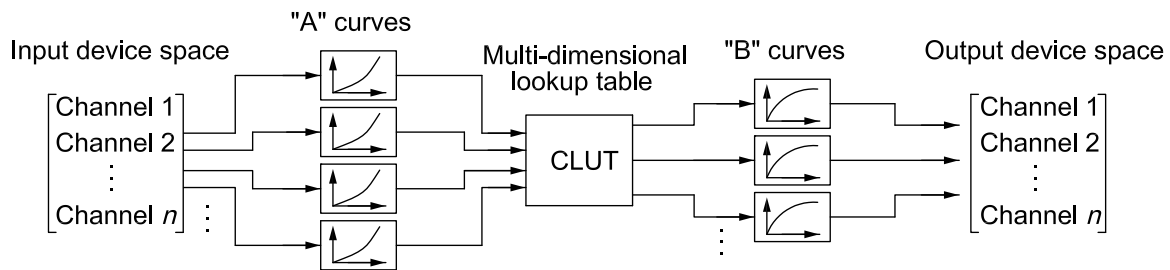 Input device space
Channel 1
Channel 2
⋮
Channel n
⋮
"A" curves
Multi-dimensional
lookup table
CLUT
"B" curves
⋮
Output device space
Channel 1
Channel 2
⋮
Channel n